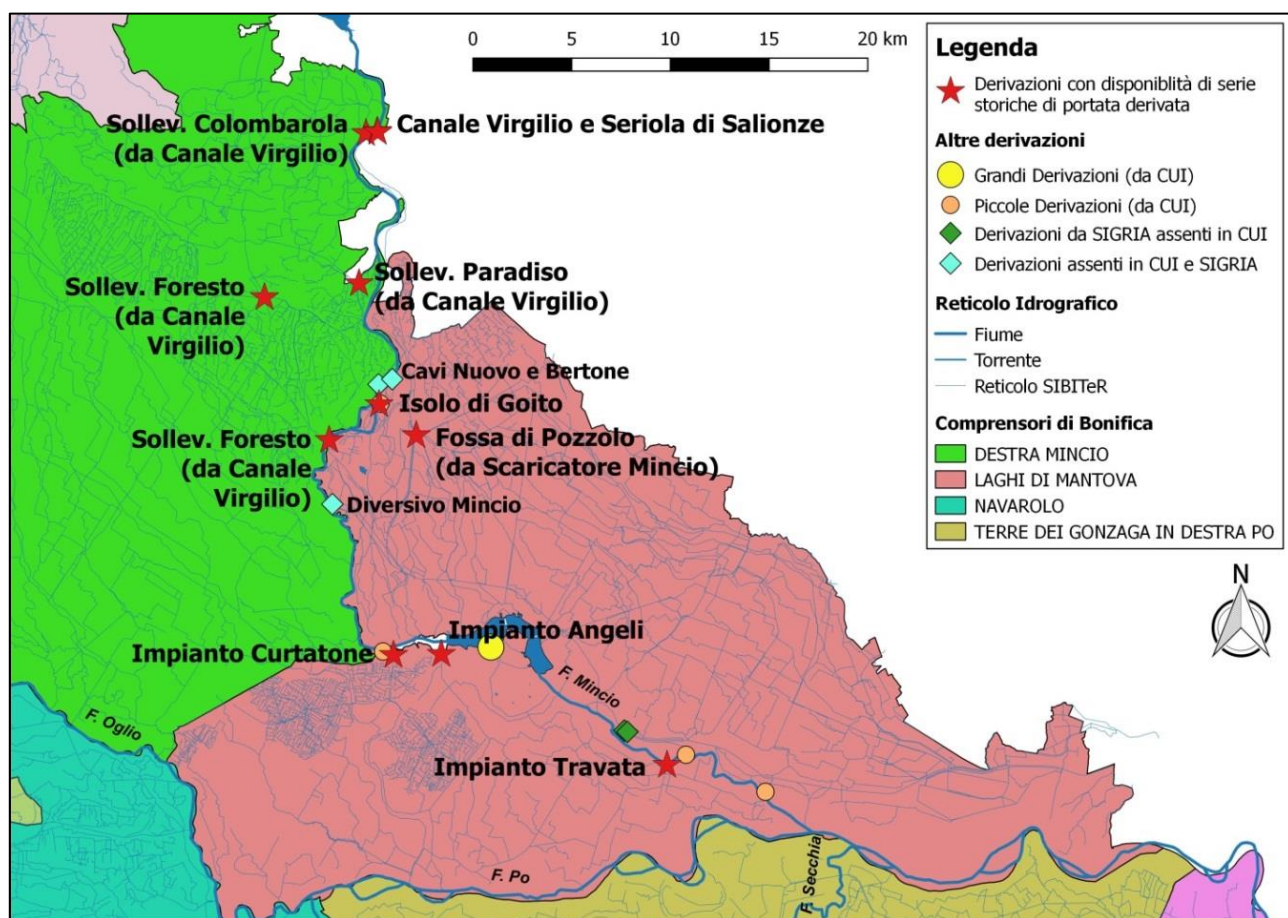 0 5 10 15 20 km
Sollev. Colombarola
(da Canale Virgilio)
Canale Virgilio e Seriola di Salionze
Sollev. Paradiso
(da Canale Virgilio)
Sollev. Foresto
(da Canale
Virgilio)
Cavi Nuovo e Bertone
Isolo di Goito
Sollev. Foresto
(da Canale
Virgilio)
Fossa di Pozzolo
(da Scaricatore Mincio)
Diversivo Mincio
Impianto Angeli
Impianto Curtatone
F. Mincio
F. Oglio
Impianto Travata
F. Po
F. Secchia
Legenda
Derivazioni con disponiblità di serie
storiche di portata derivata
Altre derivazioni
Grandi Derivazioni (da CUI)
Piccole Derivazioni (da CUI)
Derivazioni da SIGRIA assenti in CUI
Derivazioni assenti in CUI e SIGRIA
Reticolo Idrografico
Fiume
Torrente
Reticolo SIBITeR
Comprensori di Bonifica
DESTRA MINCIO
LAGHI DI MANTOVA
NAVAROLO
TERRE DEI GONZAGA IN DESTRA PO
N